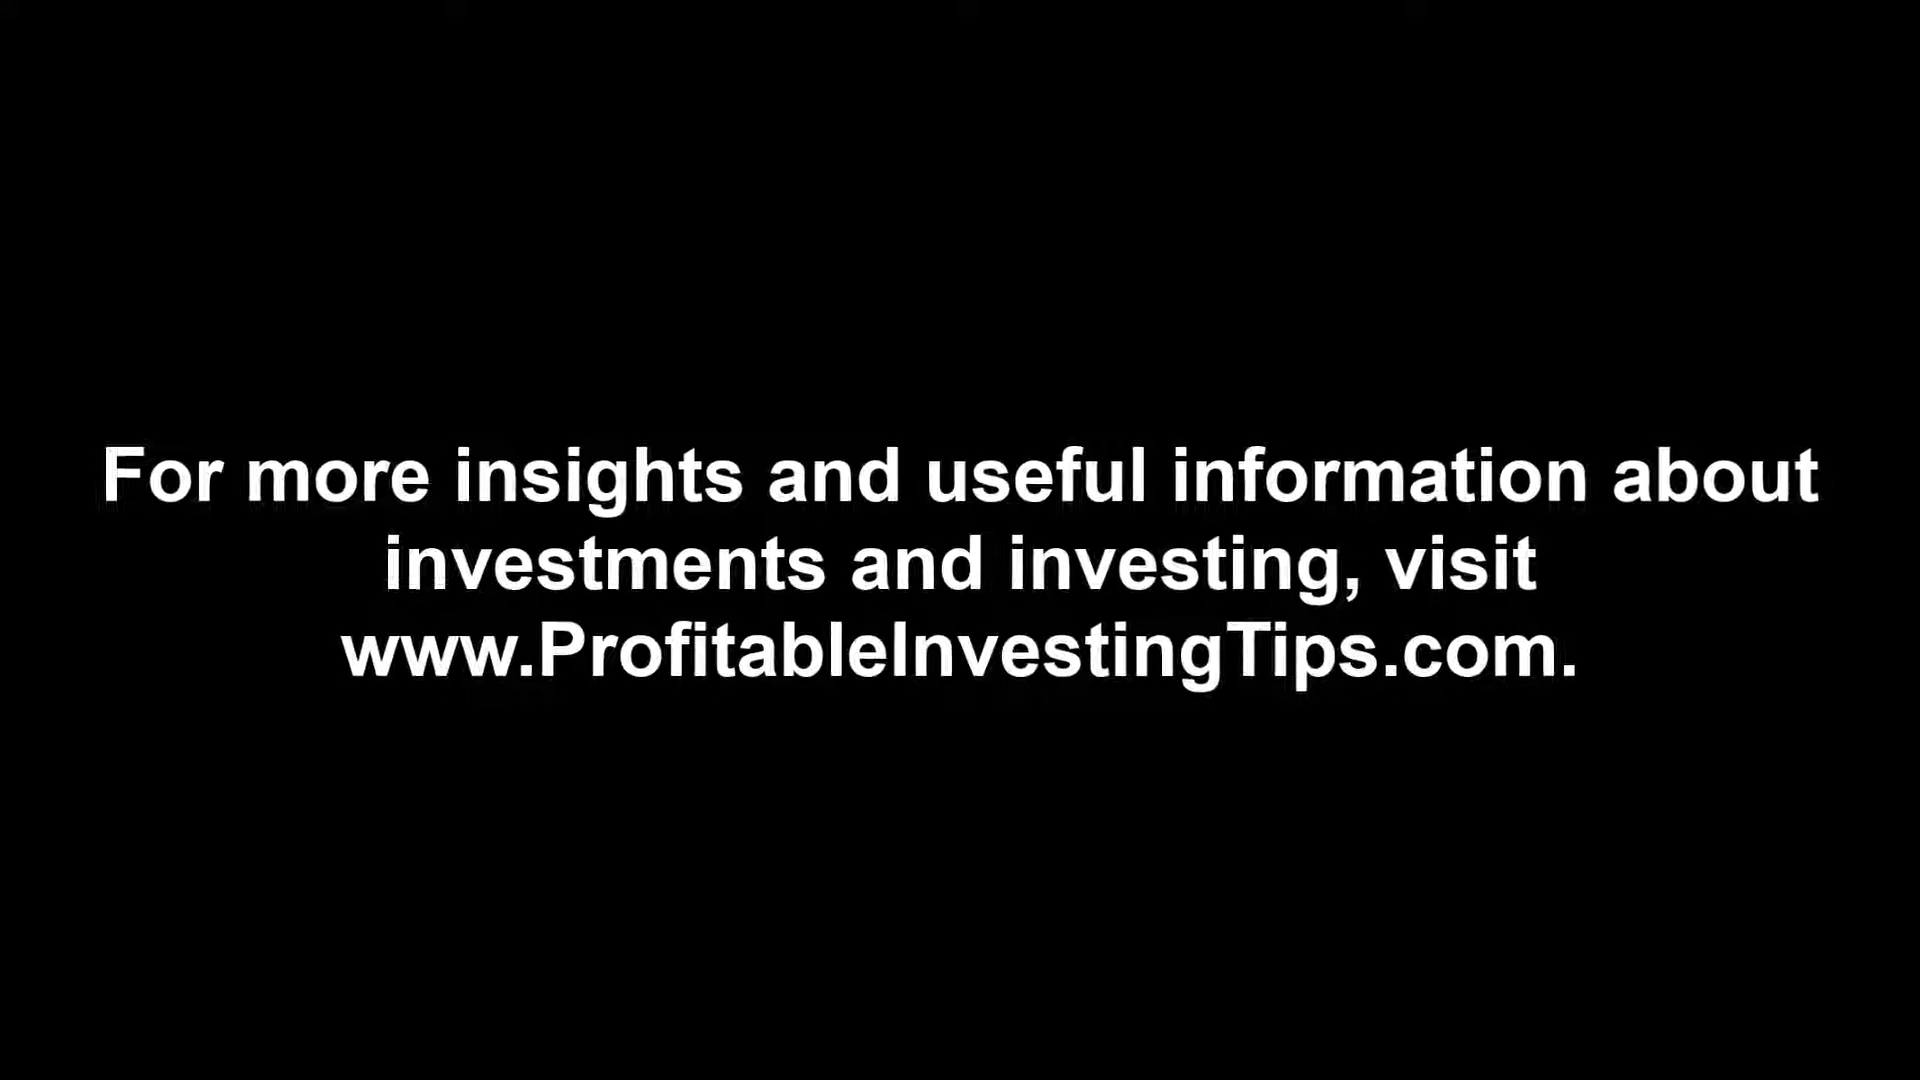 For more insights and useful information about
investments and investing, visit
www.ProfitableInvestingTips.com.